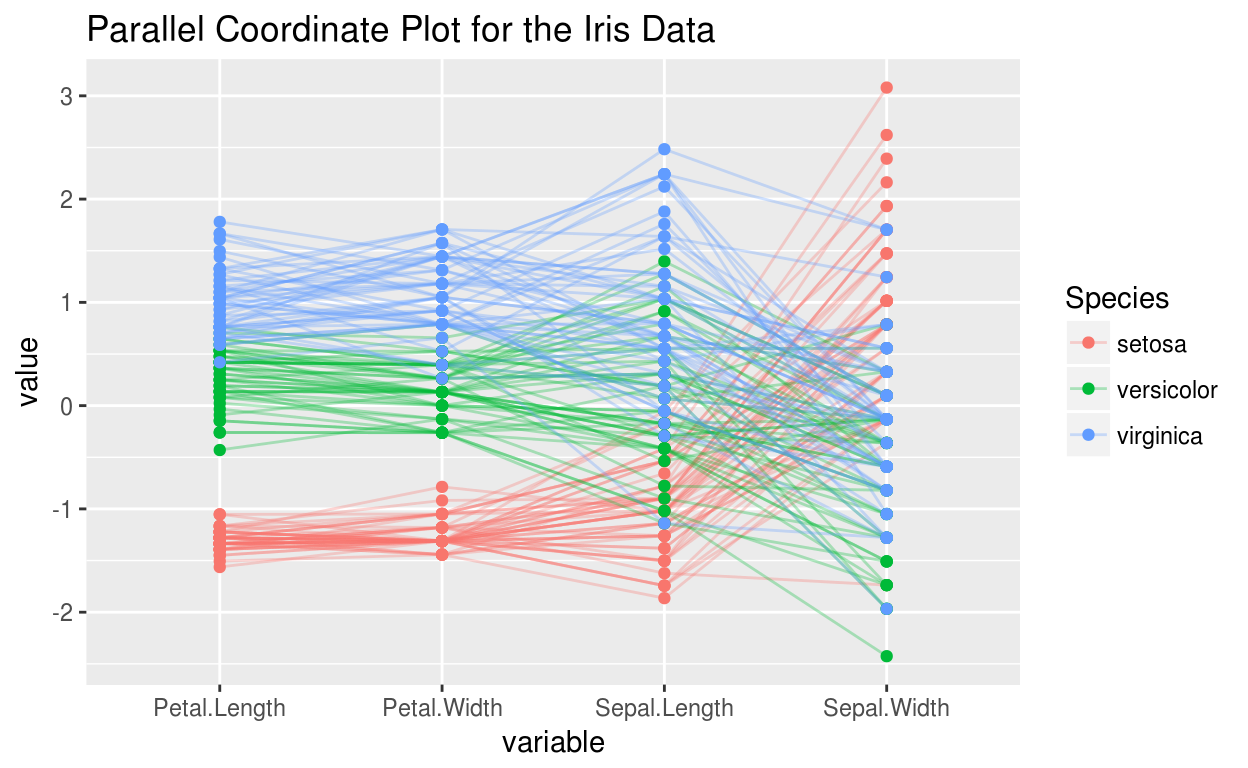 Parallel Coordinate Plot for the Iris Data
3
2
1
0
-1
-2
value
Petal.Length
Petal.Width
Sepal.Length
Sepal.Width
variable
Species
setosa
versicolor
virginica